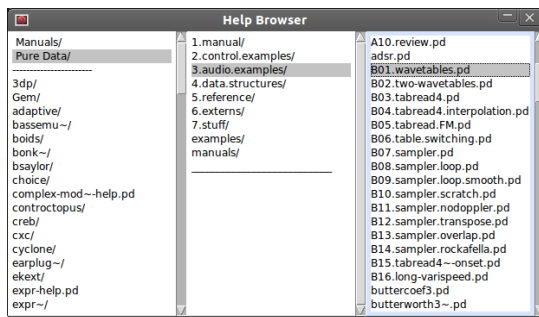 Help Browser
Manuals/
Pure Data/
--------------------
3dp/
Gem/
adaptive/
bassemu~/
boids/
bonk~/
bsaylor/
choice/
complex-mod~-help.pd
controctopus/
creb/
cxc/
cyclone/
earplug~/
ekext/
expr-help.pd
expr~/
1.manual/
2.control.examples/
3.audio.examples/
4.data.structures/
5.reference/
6.externs/
7.stuff/
examples/
manuals/
___________________________
A10.review.pd
adsr.pd
B01.wavetables.pd
B02.two-wavetables.pd
B03.tabread4.pd
B04.tabread4.interpolation.pd
B05.tabread.FM.pd
B06.table.switching.pd
B07.sampler.pd
B08.sampler.loop.pd
B09.sampler.loop.smooth.pd
B10.sampler.scratch.pd
B11.sampler.nodoppler.pd
B12.sampler.transpose.pd
B13.sampler.overlap.pd
B14.sampler.rockafella.pd
B15.tabread4~-onset.pd
B16.long-varispeed.pd
buttercoef3.pd
butterworth3~.pd